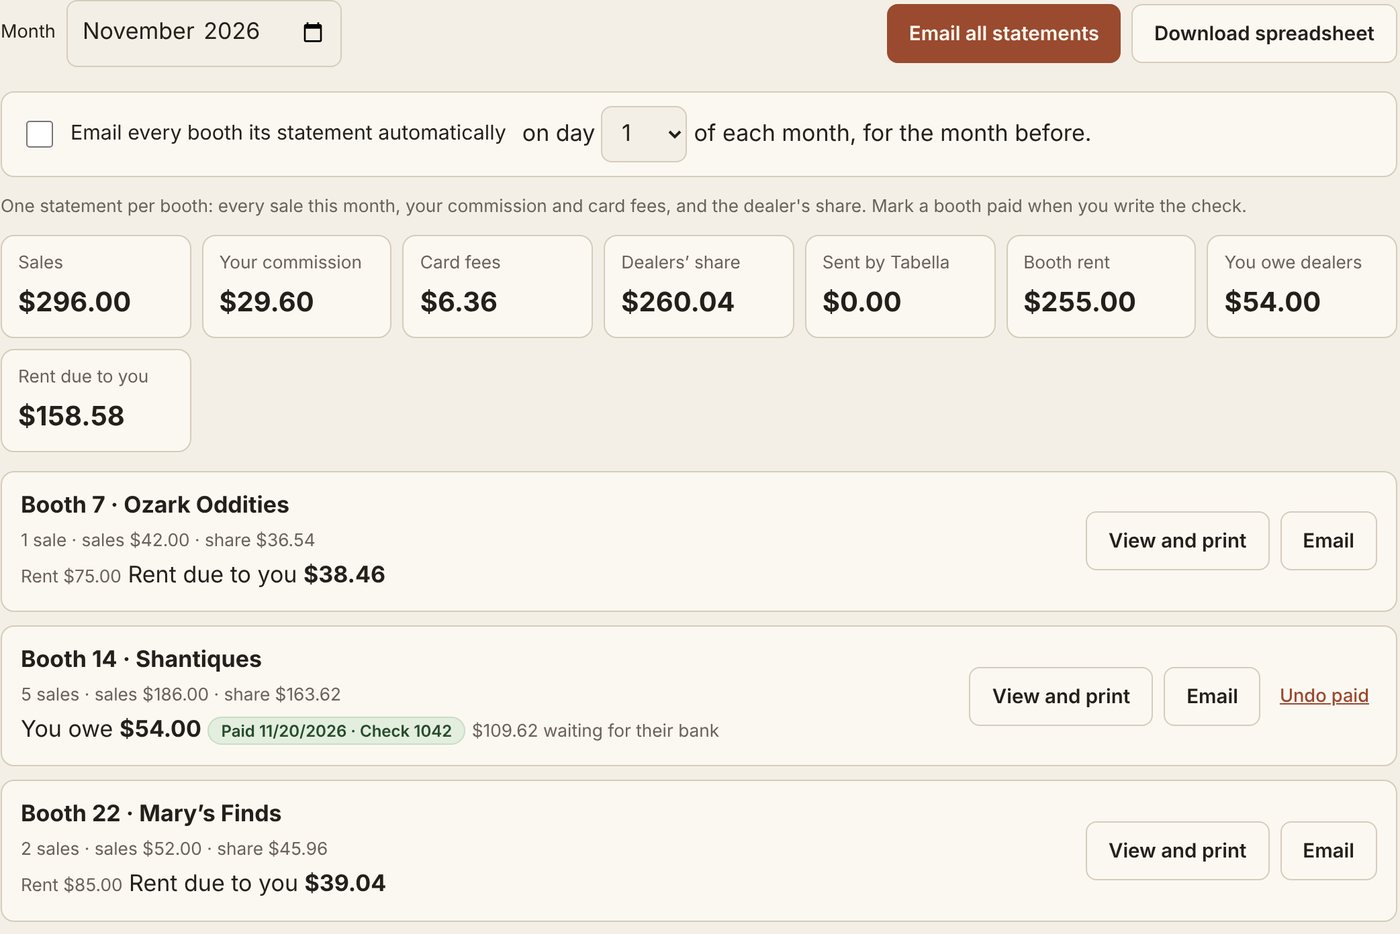 Month November 2026 Email all statements Download spreadsheet
Email every booth its statement automatically on day 1 of each month, for the month before.
One statement per booth: every sale this month, your commission and card fees, and the dealer's share. Mark a booth paid when you write the check.
Sales Your commission Card fees Dealers’ share Sent by Tabella Booth rent You owe dealers
$296.00 $29.60 $6.36 $260.04 $0.00 $255.00 $54.00
Rent due to you
$158.58
Booth 7 · Ozark Oddities
1 sale · sales $42.00 · share $36.54
Rent $75.00 Rent due to you $38.46
View and print Email
Booth 14 · Shantiques
5 sales · sales $186.00 · share $163.62
You owe $54.00 Paid 11/20/2026 · Check 1042 $109.62 waiting for their bank
View and print Email Undo paid
Booth 22 · Mary’s Finds
2 sales · sales $52.00 · share $45.96
Rent $85.00 Rent due to you $39.04
View and print Email